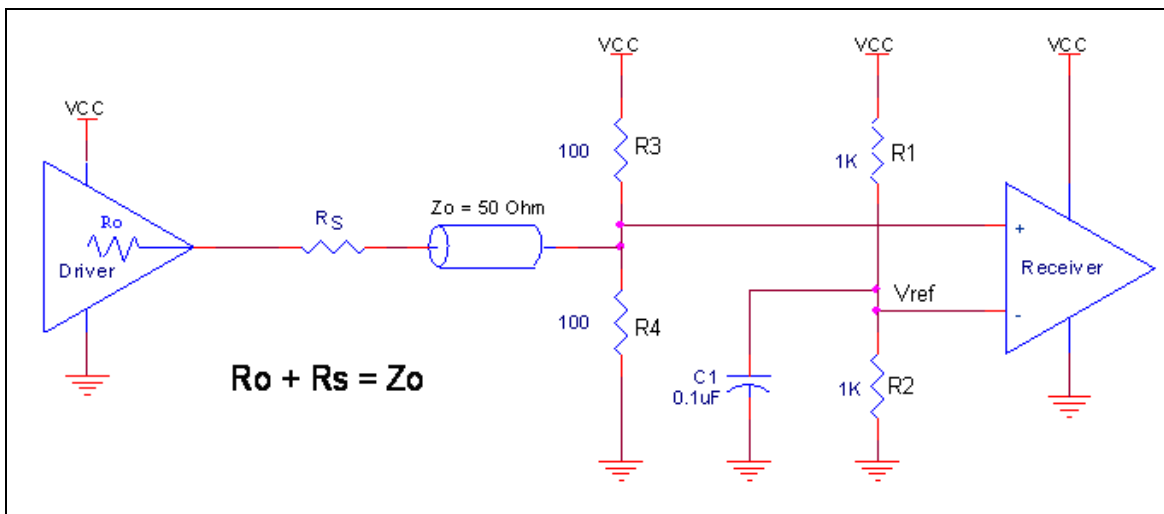 VCC
VCC
VCC
VCC
R3
100
R1
1K
Ro
Driver
RS
Zo = 50 Ohm
+
Receiver
-
Vref
R4
100
C1
0.1uF
R2
1K
Ro + Rs = Zo